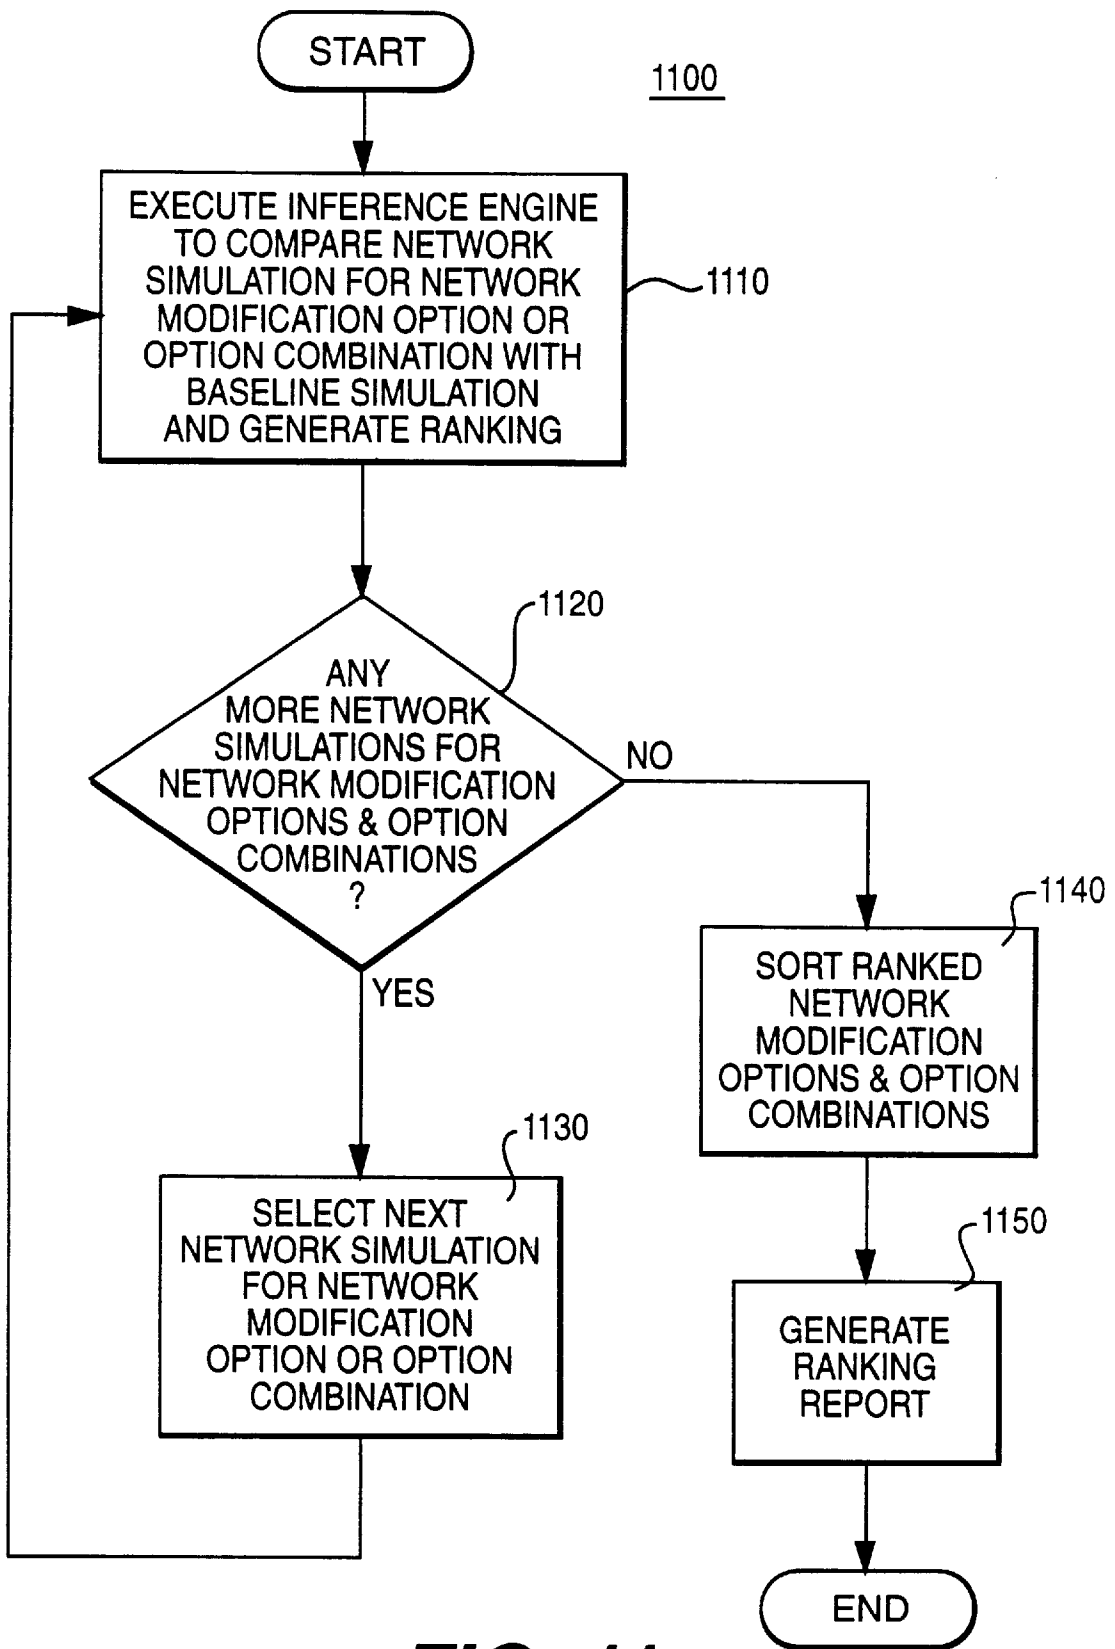 START
1100
EXECUTE INFERENCE ENGINE
TO COMPARE NETWORK
SIMULATION FOR NETWORK
MODIFICATION OPTION OR
OPTION COMBINATION WITH
BASELINE SIMULATION
AND GENERATE RANKING
1110
1120
ANY
MORE NETWORK
SIMULATIONS FOR
NETWORK MODIFICATION
OPTIONS & OPTION
COMBINATIONS
?
NO
YES
1130
SELECT NEXT
NETWORK SIMULATION
FOR NETWORK
MODIFICATION
OPTION OR OPTION
COMBINATION
1140
SORT RANKED
NETWORK
MODIFICATION
OPTIONS & OPTION
COMBINATIONS
1150
GENERATE
RANKING
REPORT
END